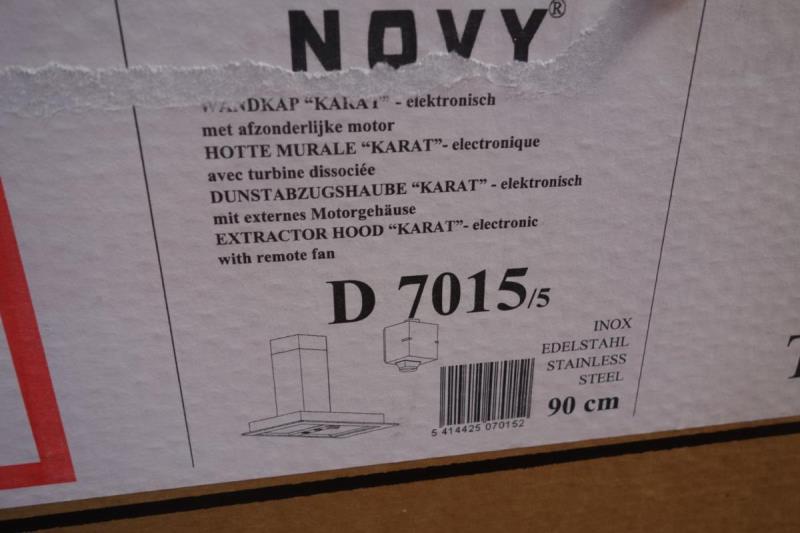 NOVY®
WANDKAP “KARAT” - elektronisch
met afzonderlijke motor
HOTTE MURALE “KARAT”- electronique
avec turbine dissociée
DUNSTABZUGSHAUBE “KARAT” - elektronisch
mit externes Motorgehäuse
EXTRACTOR HOOD “KARAT”- electronic
with remote fan
D 7015/5
INOX
EDELSTAHL
STAINLESS
STEEL
90 cm
5 414425 070152